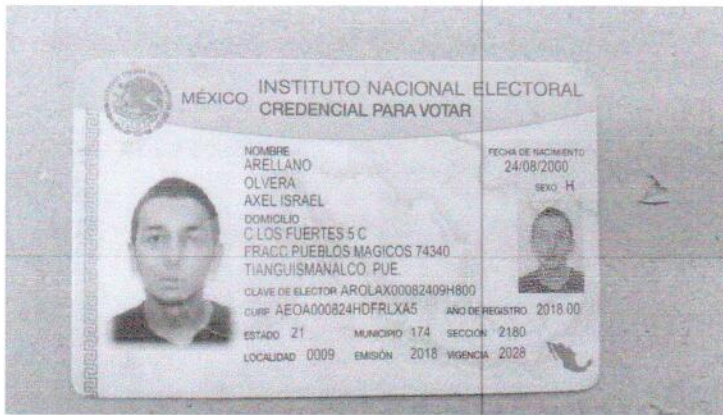 MÉXICO INSTITUTO NACIONAL ELECTORAL
CREDENCIAL PARA VOTAR
NOMBRE
ARELLANO
OLVERA
AXEL ISRAEL
FECHA DE NACIMIENTO
24/08/2000
SEXO H
DOMICILIO
C LOS FUERTES 5 C
FRACC PUEBLOS MAGICOS 74340
TIANGUISMANALCO, PUE.
CLAVE DE ELECTOR AROLAX00082409H800
CURP AEOA000824HDFRLXA5 AÑO DE REGISTRO 2018 00
ESTADO 21 MUNICIPIO 174 SECCIÓN 2180
LOCALIDAD 0009 EMISIÓN 2018 VIGENCIA 2028